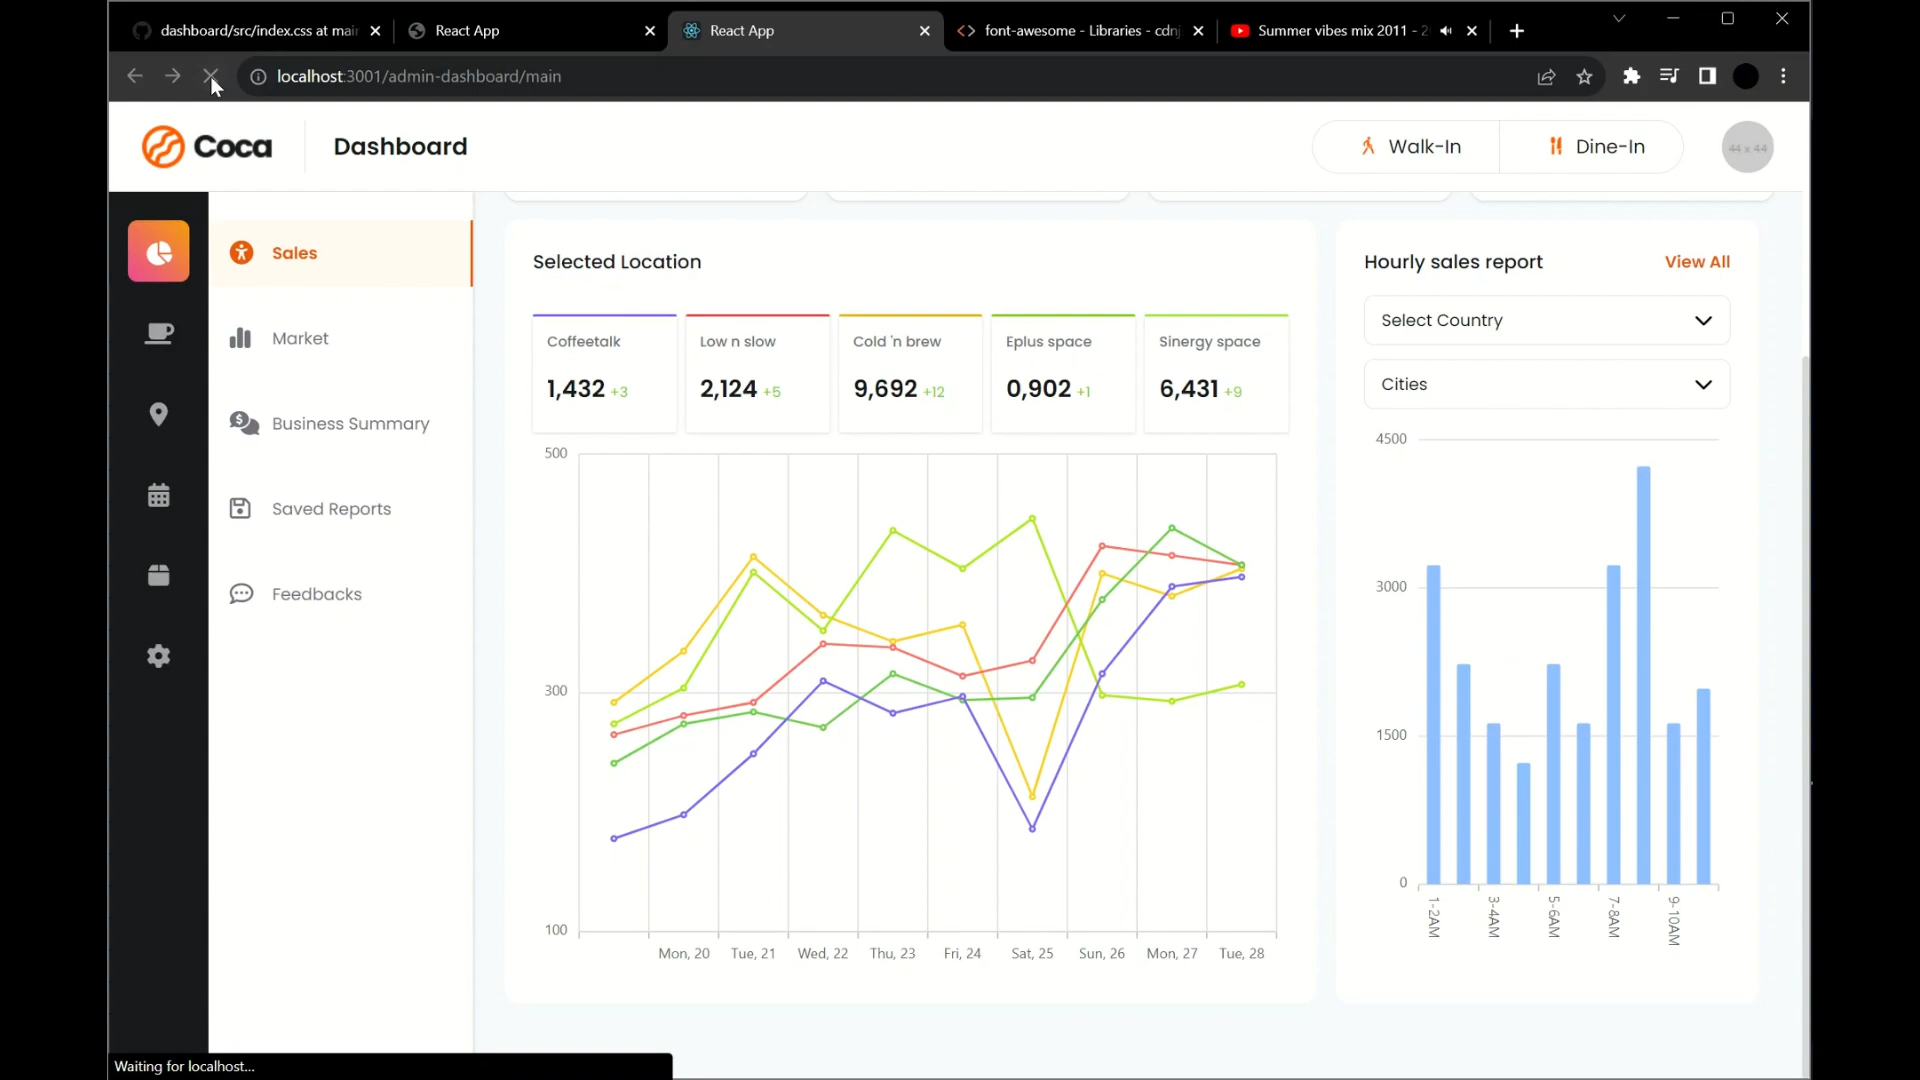 dashboard/src/index.css at mai
React App
React App
font-awesome - Libraries - cdnj
Summer vibes mix 2011 - 2
localhost:3001/admin-dashboard/main
Coca
Dashboard
Walk-In
Dine-In
44 x 44
Sales
Market
Business Summary
Saved Reports
Feedbacks
Selected Location
Coffeetalk
1,432 +3
Low n slow
2,124 +5
Cold 'n brew
9,692 +12
Eplus space
0,902 +1
Sinergy space
6,431 +9
500
300
100
Mon, 20
Tue, 21
Wed, 22
Thu, 23
Fri, 24
Sat, 25
Sun, 26
Mon, 27
Tue, 28
Hourly sales report
View All
Select Country
Cities
4500
3000
1500
0
1-2AM
3-4AM
5-6AM
7-8AM
9-10AM
Waiting for localhost...